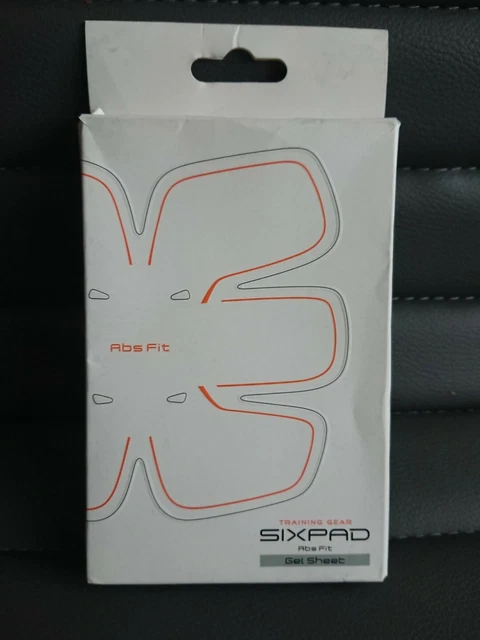 Abs Fit
TRAINING GEAR
SIXPAD
Abs Fit
Gel Sheet